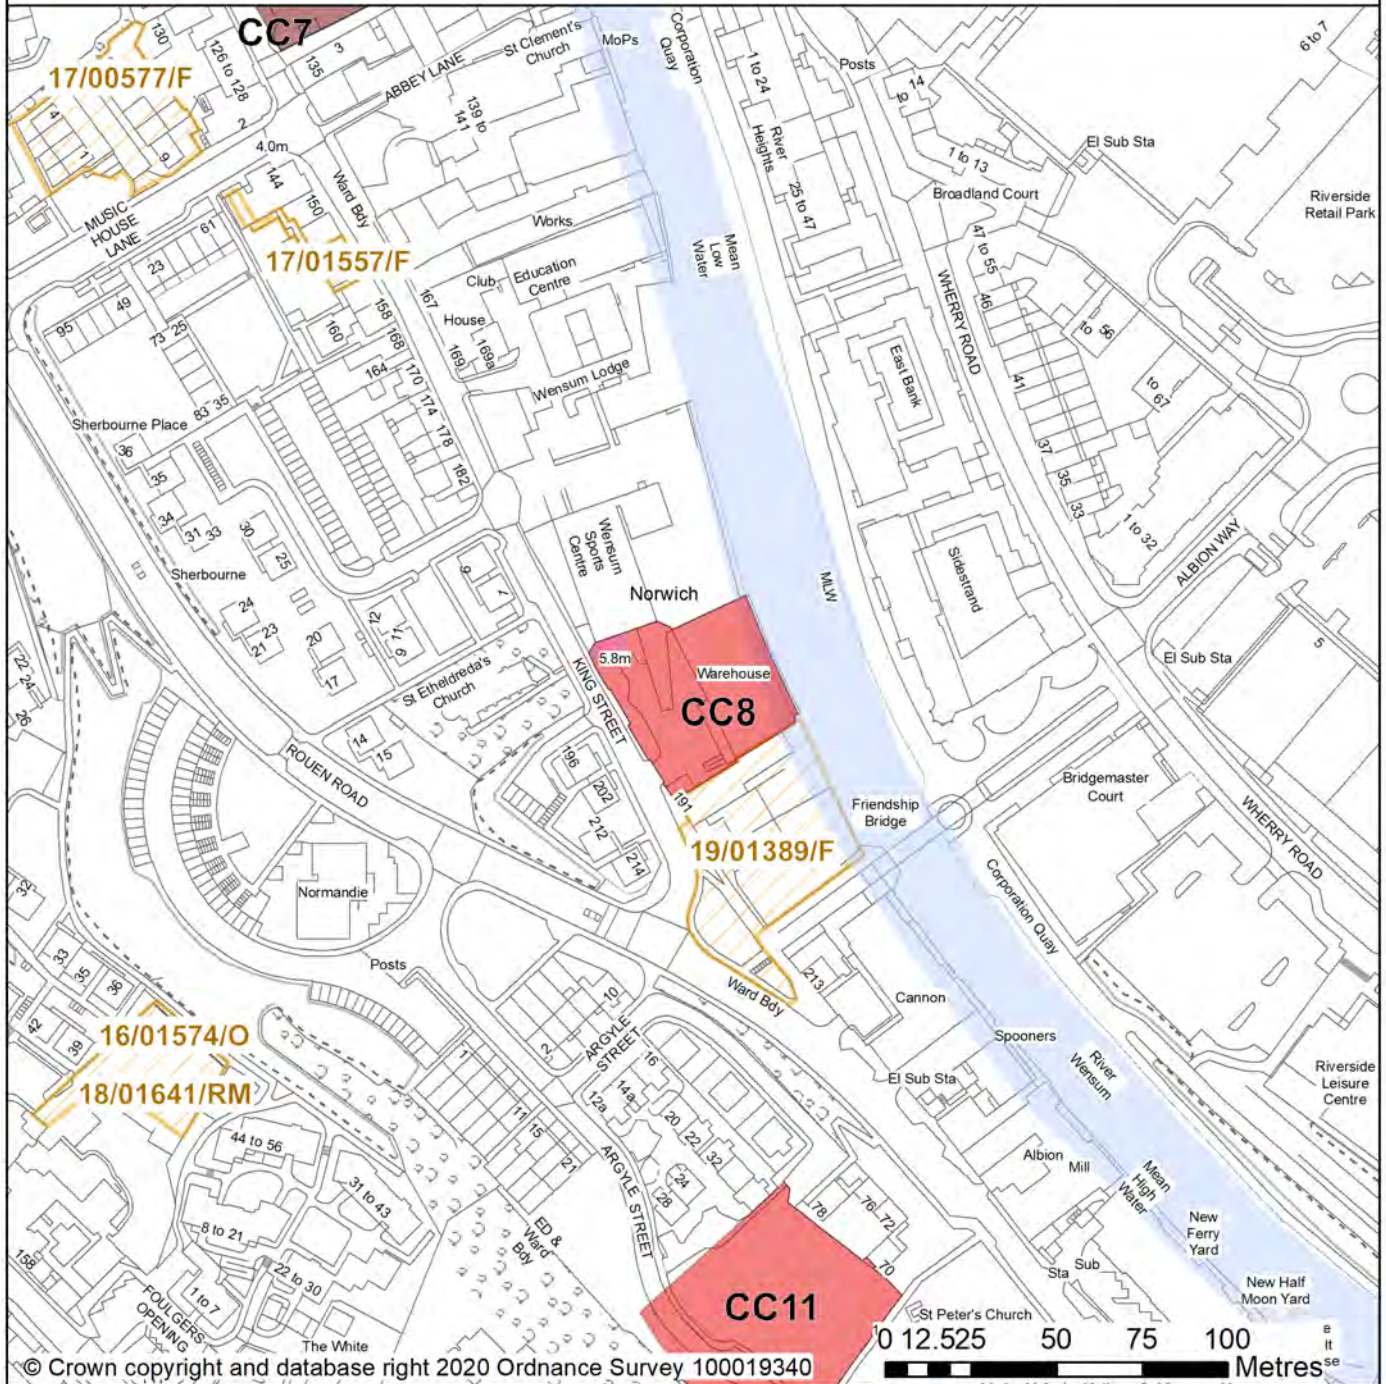 CC7
130
126 to 128
135
3
St Clement's
Church
MoPs
Corporation
Quay
1 to 24
Posts
14
to
6 to 7
17/00577/F
ABBEY LANE
139 to
141
El Sub Sta
4
1
9
2
4.0m
River
Heights
25 to 47
1 to 13
Broadland Court
Riverside
Retail Park
144
150
Ward Bdy
MUSIC
HOUSE
LANE
61
Works
Mean
Low
Water
47 to 55
17/01557/F
23
49
95
73
25
Club
Education
Centre
167
House
158
160
168
169
169a
164
170
Wensum Lodge
174
178
182
83
35
WHERRY ROAD
46
to 56
41
to
67
37
35
33
1 to 32
East Bank
Sherbourne Place
36
35
34
31
33
30
25
Sherbourne
24
23
21
20
17
Wensum
Sports
Centre
Norwich
MLW
Sidestrand
ALBION WAY
El Sub Sta
5
6
7
12
11
9
22
24
26
St Etheldreda's
Church
KING STREET
5.8m
Warehouse
CC8
14
15
ROUEN ROAD
196
202
212
214
191
19/01389/F
Friendship
Bridge
Bridgemaster
Court
WHERRY ROAD
Normandie
32
33
35
36
42
39
Posts
Corporation Quay
Ward Bdy
213
Cannon
Spooners
River
Wensum
16/01574/O
18/01641/RM
10
2
ARGYLE
STREET
1
11
15
21
16
14a
12a
20
22
32
24
28
El Sub Sta
Riverside
Leisure
Centre
44 to 56
31 to 43
8 to 21
22 to 30
1 to 7
158
FOULGERS
OPENING
The White
ED &
Ward
Bdy
ARGYLE STREET
78
76
72
70
CC11
Albion
Mill
Mean
High
Water
New
Ferry
Yard
Sub
Sta
New Half
Moon Yard
St Peter's Church
0 12.525 50 75 100
Metres
© Crown copyright and database right 2020 Ordnance Survey 100019340